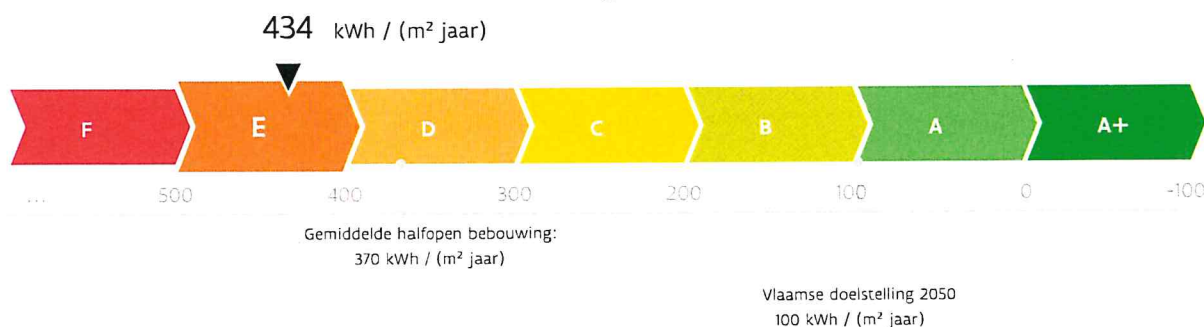 434 kWh / (m² jaar)
F E D C B A A+
... 500 400 300 200 100 0 -100
Gemiddelde halfopen bebouwing:
370 kWh / (m² jaar)
Vlaamse doelstelling 2050
100 kWh / (m² jaar)